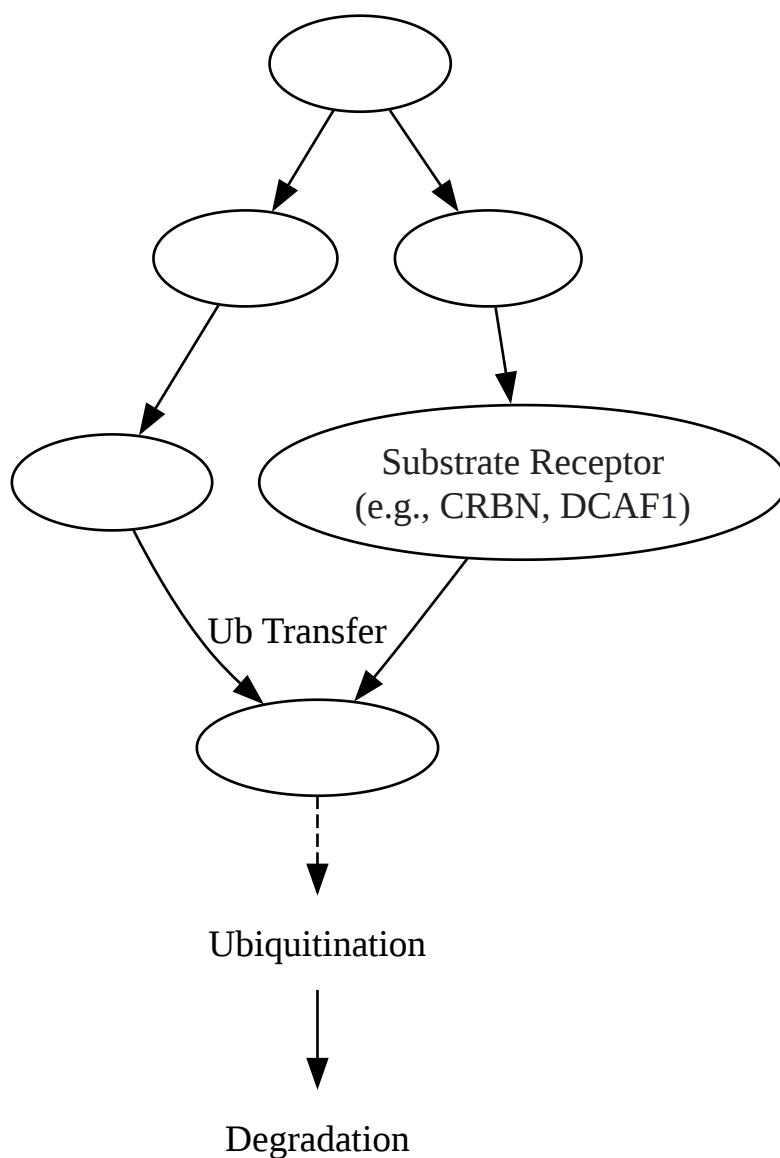 Substrate Receptor
(e.g., CRBN, DCAF1)
Ub Transfer
Ubiquitination
Degradation